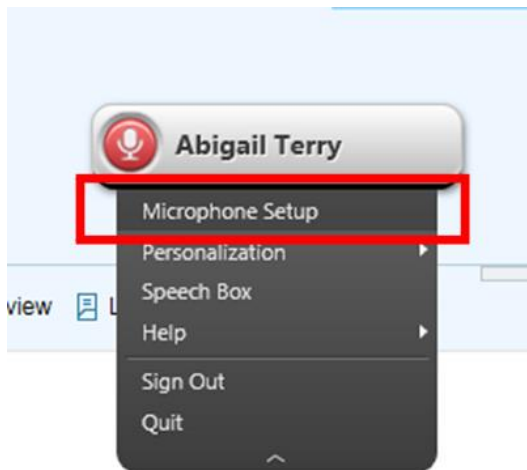 Abigail Terry
Microphone Setup
Personalization
Speech Box
view L
Help
Sign Out
Quit